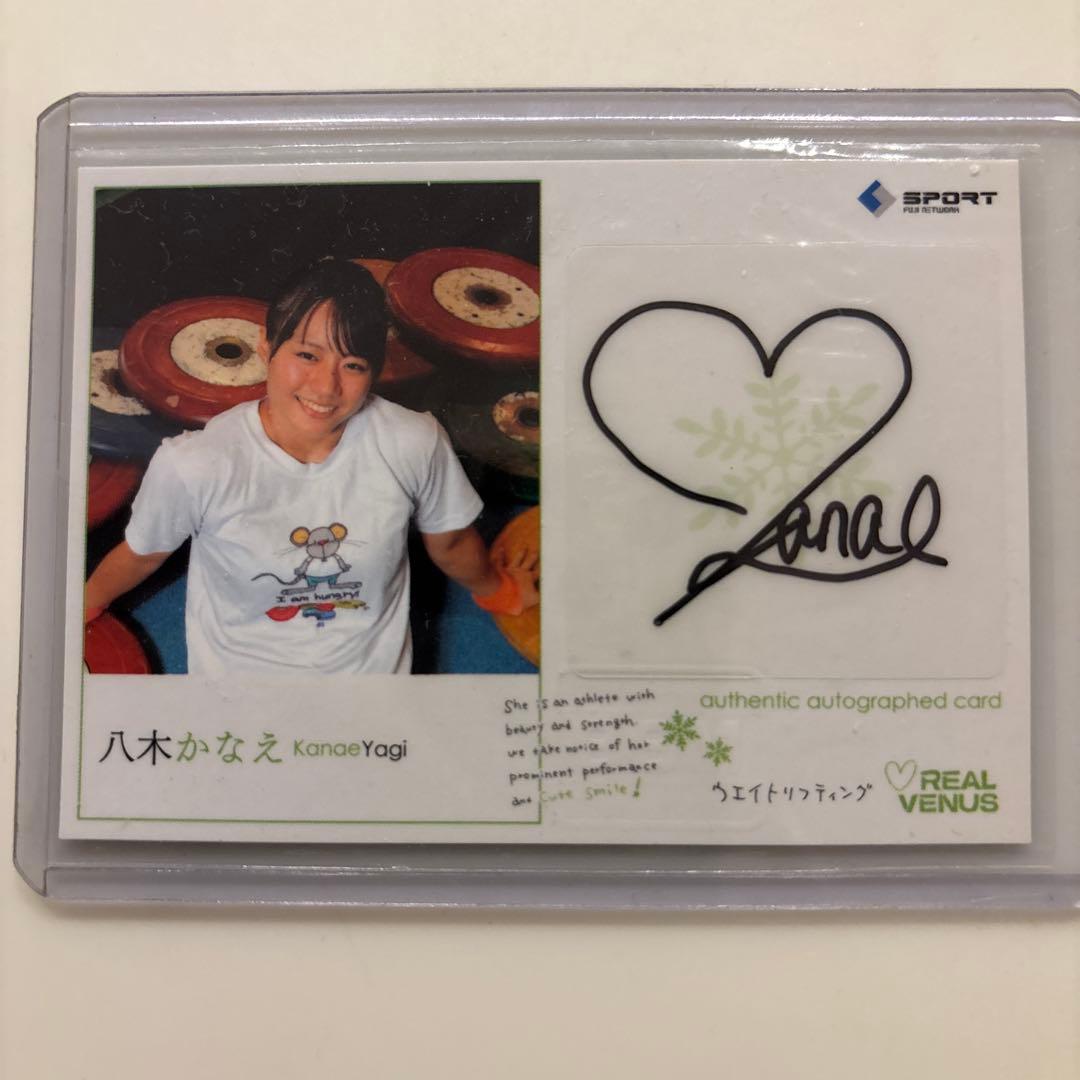 SPORT
FUJI NETWORK
I am hungry!
Kanae
八木かなえ KanaeYagi
She is an athlete with
beauty and strength.
we take notice of her
prominent performance
and cute smile!
authentic autographed card
ウエイトリフティング
REAL
VENUS